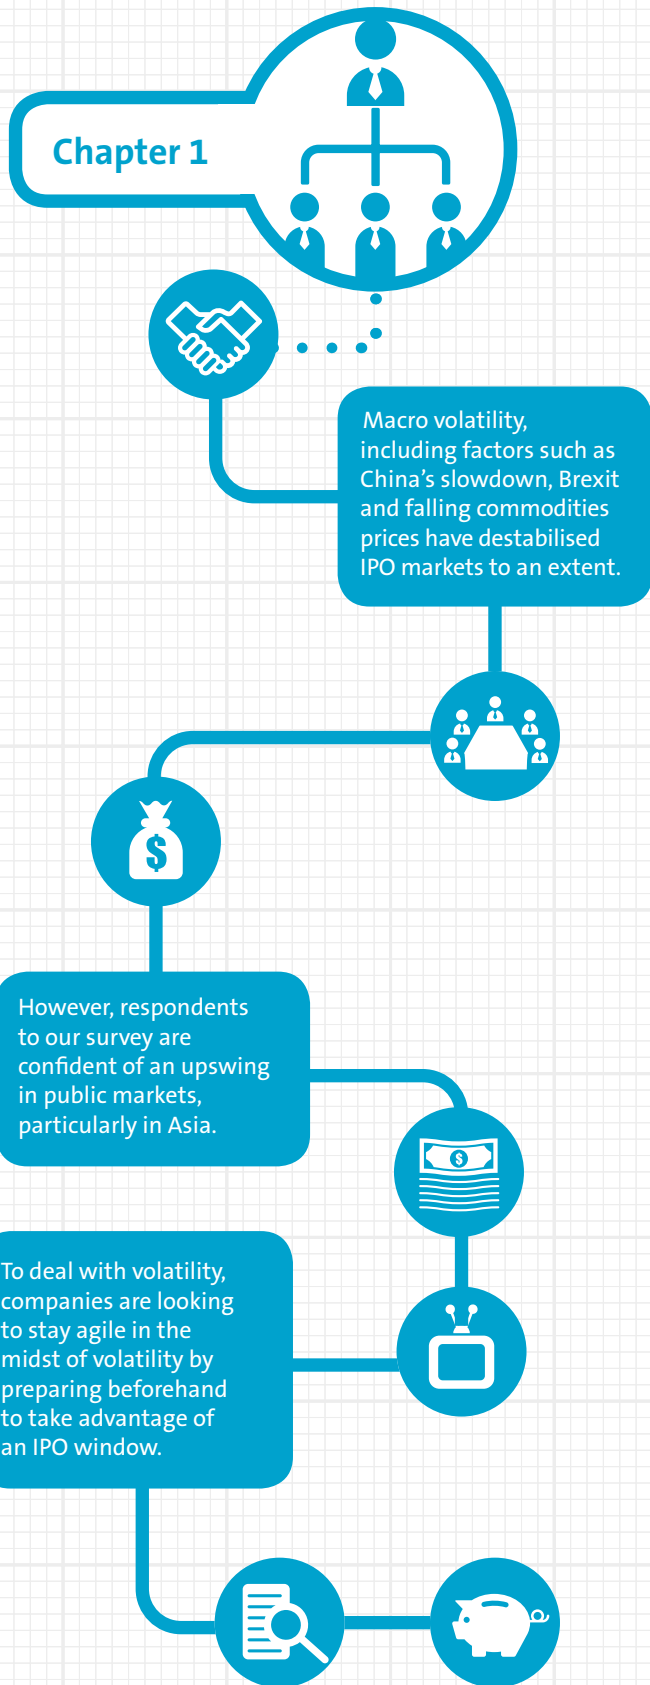 Chapter 1
Macro volatility,
including factors such as
China's slowdown, Brexit
and falling commodities
prices have destabilised
IPO markets to an extent.
$
However, respondents
to our survey are
confident of an upswing
in public markets,
particularly in Asia.
$
To deal with volatility,
companies are looking
to stay agile in the
midst of volatility by
preparing beforehand
to take advantage of
an IPO window.